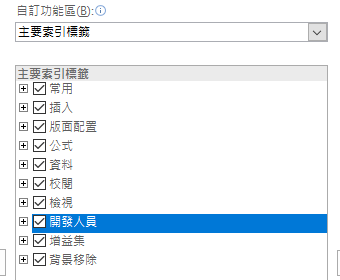 自訂功能區(B):
主要索引標籤
主要索引標籤
常用
插入
版面配置
公式
資料
校閱
檢視
開發人員
增益集
背景移除